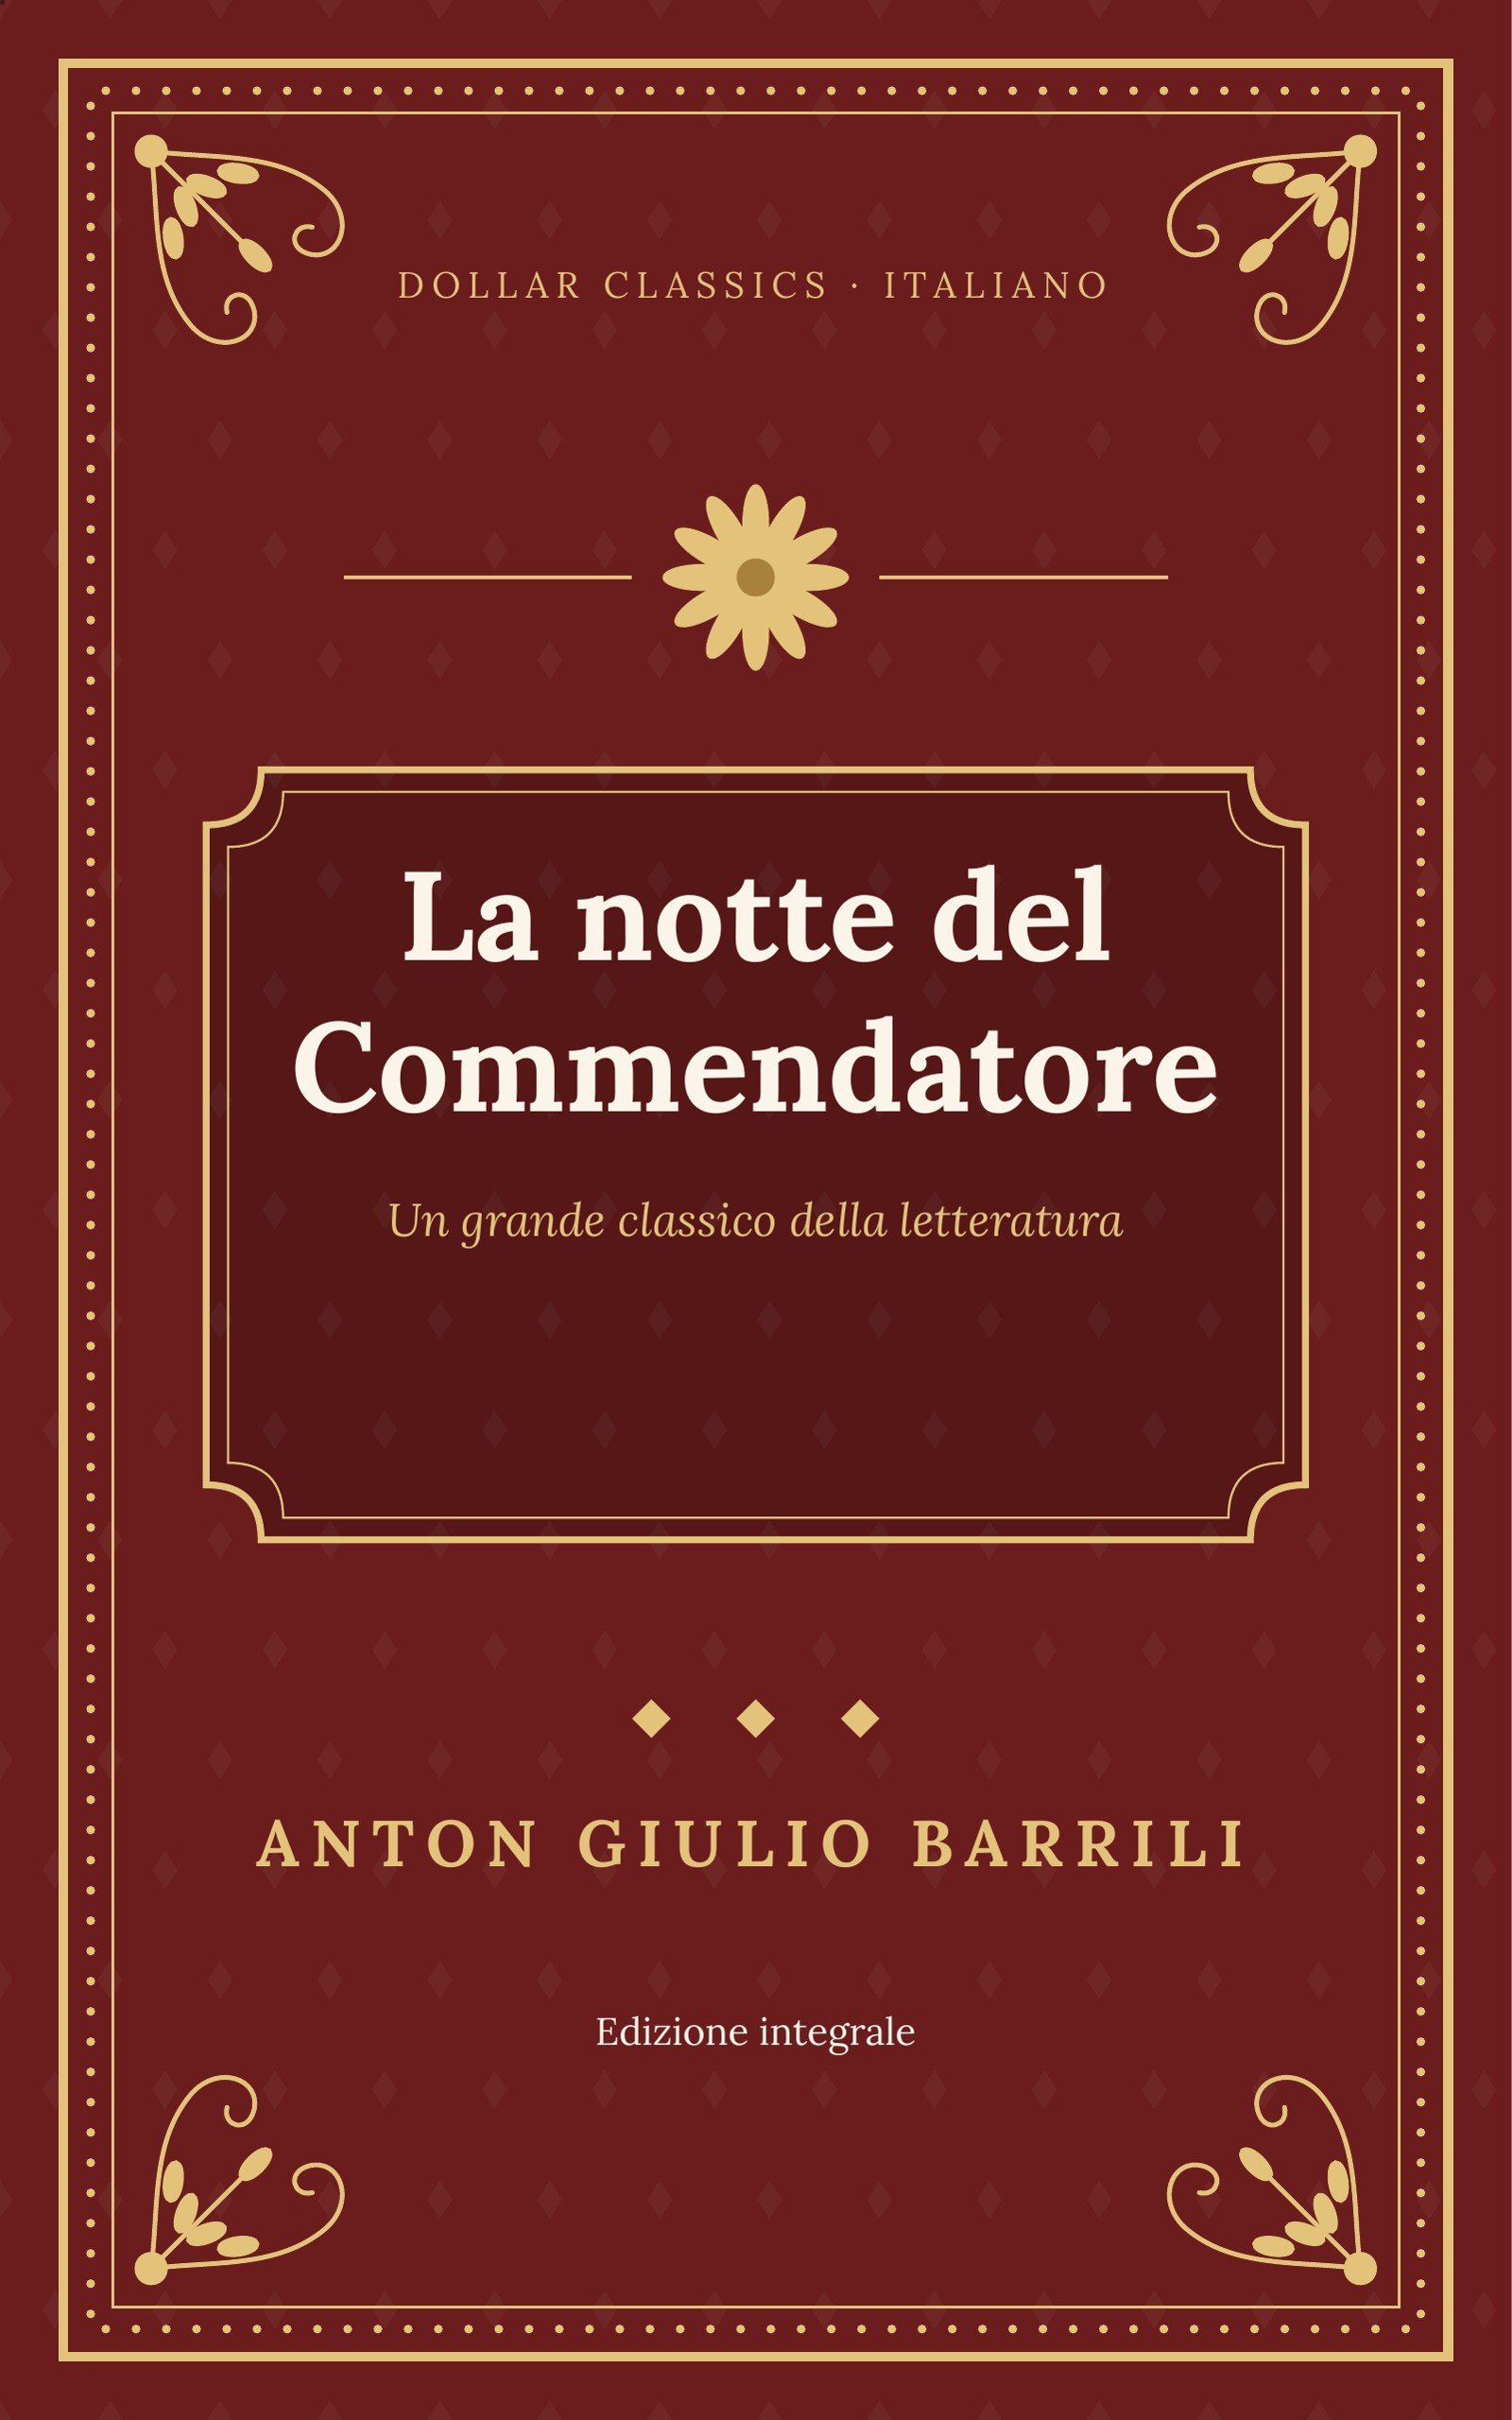 DOLLAR CLASSICS · ITALIANO
La notte del
Commendatore
Un grande classico della letteratura
ANTON GIULIO BARRILI
Edizione integrale